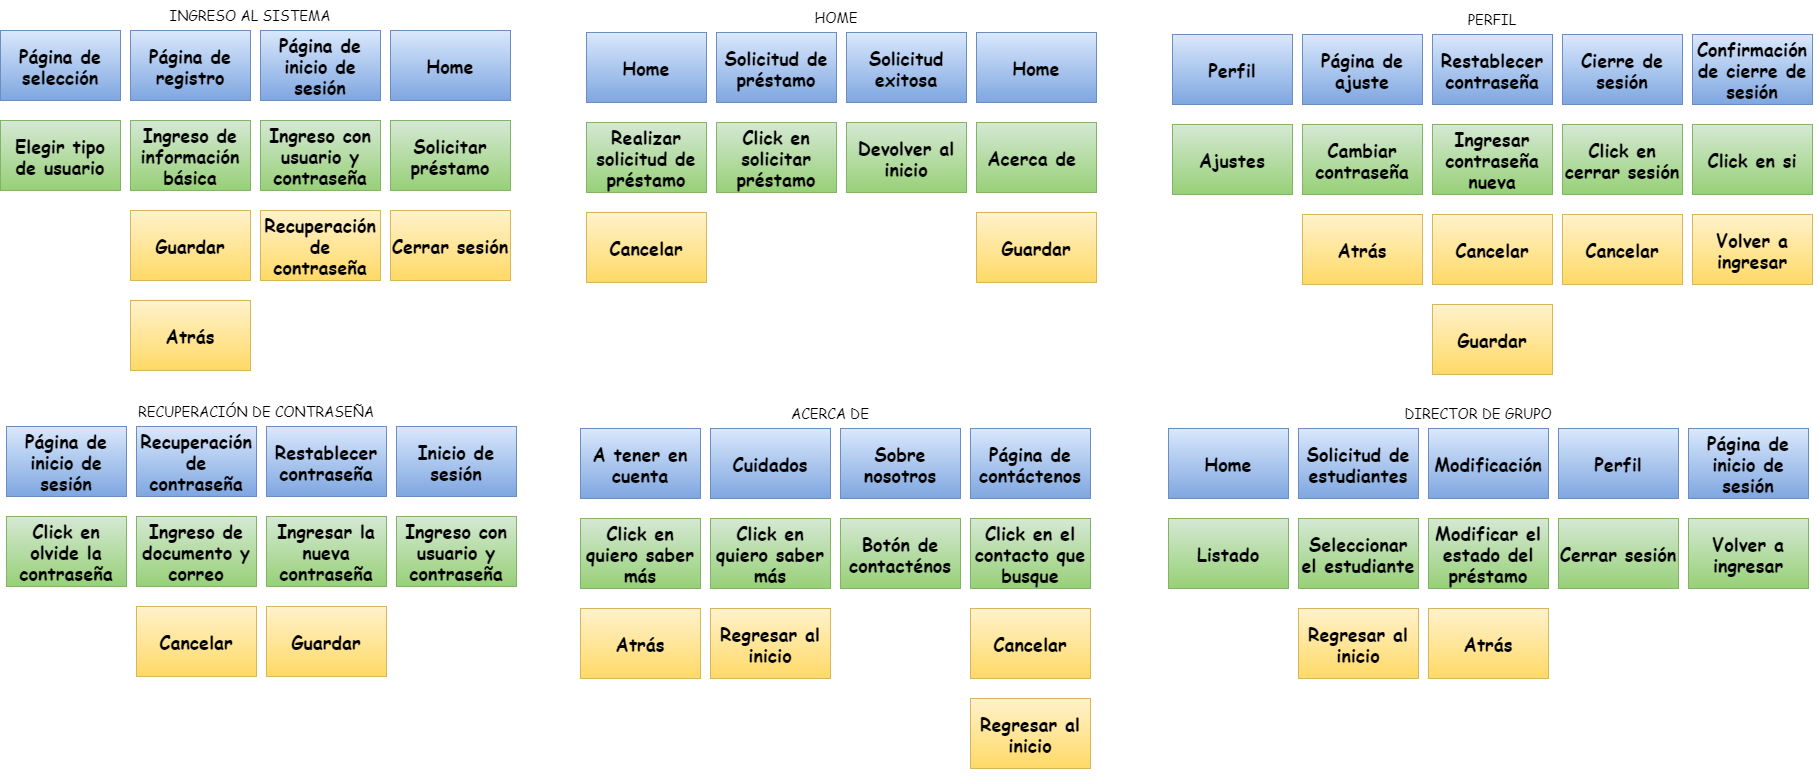 INGRESO AL SISTEMA
Página de
selección
Página de
registro
Página de
inicio de
sesión
Home
Elegir tipo
de usuario
Ingreso de
información
básica
Ingreso con
usuario y
contraseña
Solicitar
préstamo
Guardar
Recuperación
de
contraseña
Cerrar sesión
Atrás
HOME
Home
Solicitud de
préstamo
Solicitud
exitosa
Home
Realizar
solicitud de
préstamo
Click en
solicitar
préstamo
Devolver al
inicio
Acerca de
Cancelar
Guardar
PERFIL
Perfil
Página de
ajuste
Restablecer
contraseña
Cierre de
sesión
Confirmación
de cierre de
sesión
Ajustes
Cambiar
contraseña
Ingresar
contraseña
nueva
Click en
cerrar sesión
Click en si
Atrás
Cancelar
Cancelar
Volver a
ingresar
Guardar
RECUPERACIÓN DE CONTRASEÑA
Página de
inicio de
sesión
Recuperación
de
contraseña
Restablecer
contraseña
Inicio de
sesión
Click en
olvide la
contraseña
Ingreso de
documento y
correo
Ingresar la
nueva
contraseña
Ingreso con
usuario y
contraseña
Cancelar
Guardar
ACERCA DE
A tener en
cuenta
Cuidados
Sobre
nosotros
Página de
contáctenos
Click en
quiero saber
más
Click en
quiero saber
más
Botón de
contacténos
Click en el
contacto que
busque
Atrás
Regresar al
inicio
Cancelar
Regresar al
inicio
DIRECTOR DE GRUPO
Home
Solicitud de
estudiantes
Modificación
Perfil
Página de
inicio de
sesión
Listado
Seleccionar
el estudiante
Modificar el
estado del
préstamo
Cerrar sesión
Volver a
ingresar
Regresar al
inicio
Atrás